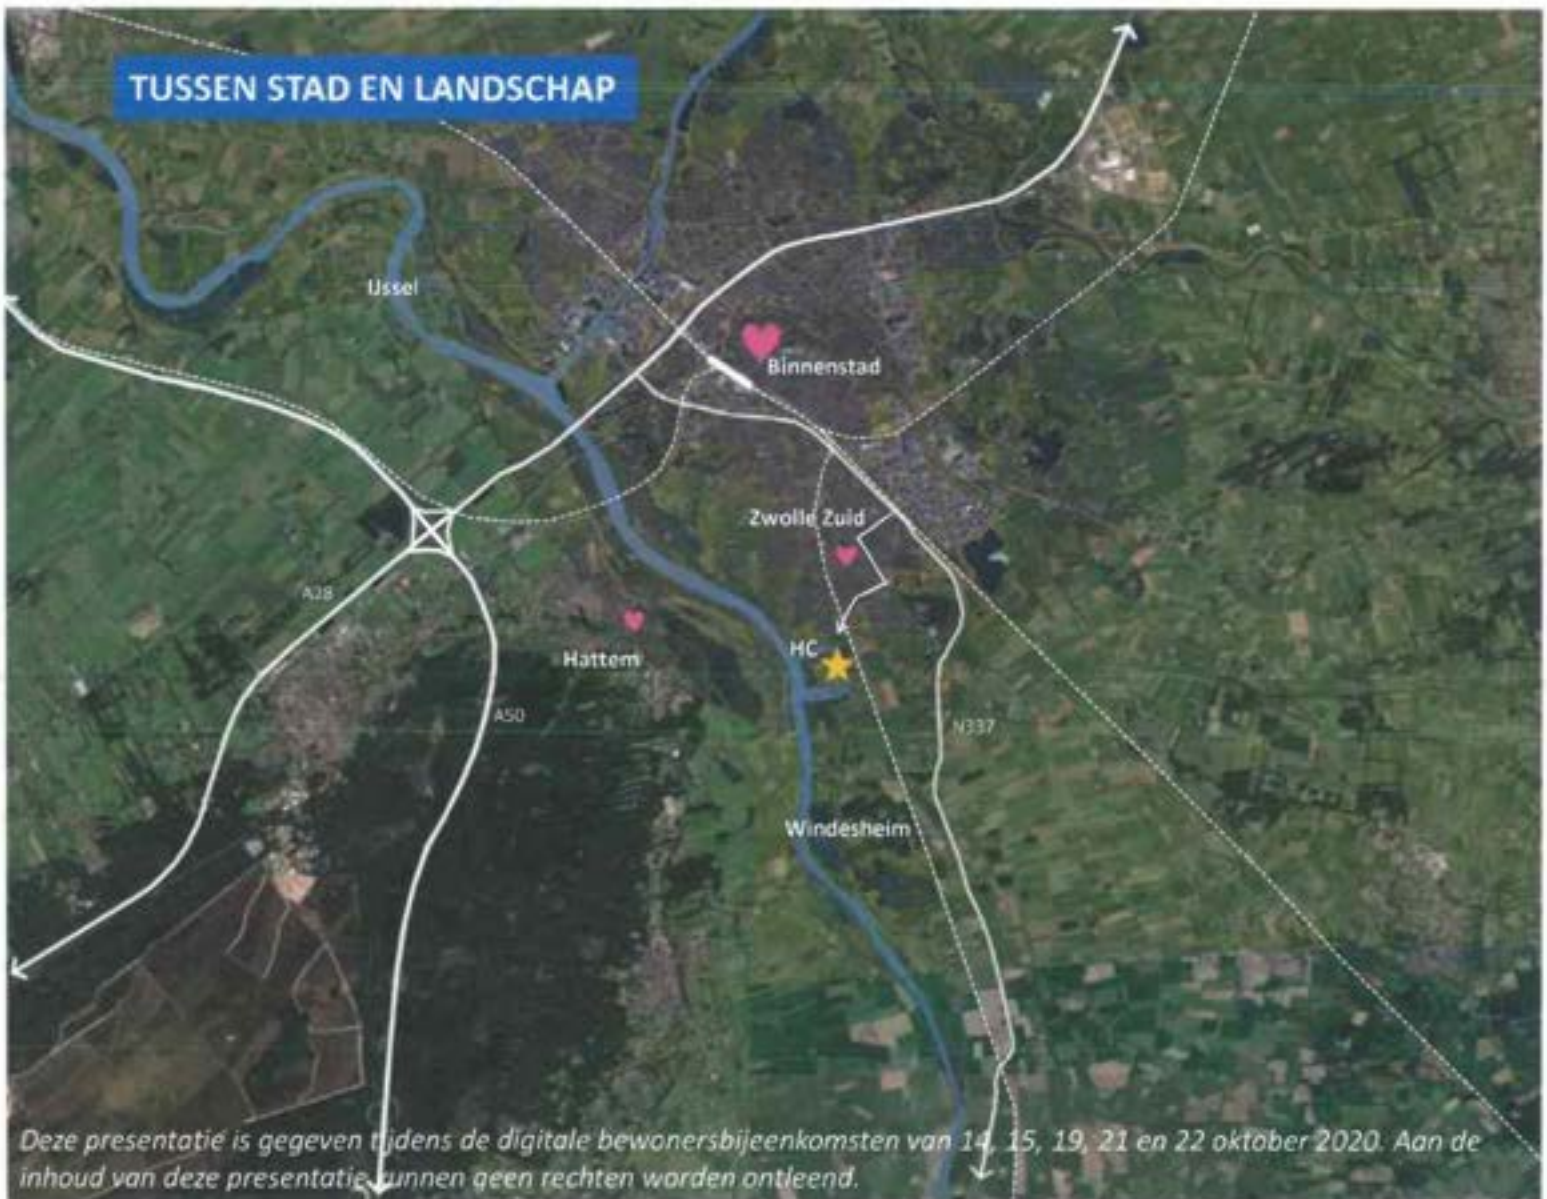 TUSSEN STAD EN LANDSCHAP
IJssel
Binnenstad
Zwolle Zuid
A28
Hattem
HC
A50
N337
Windesheim
Deze presentatie is gegeven tijdens de digitale bewonersbijeenkomsten van 14, 15, 19, 21 en 22 oktober 2020. Aan de
inhoud van deze presentatie kunnen geen rechten worden ontleend.